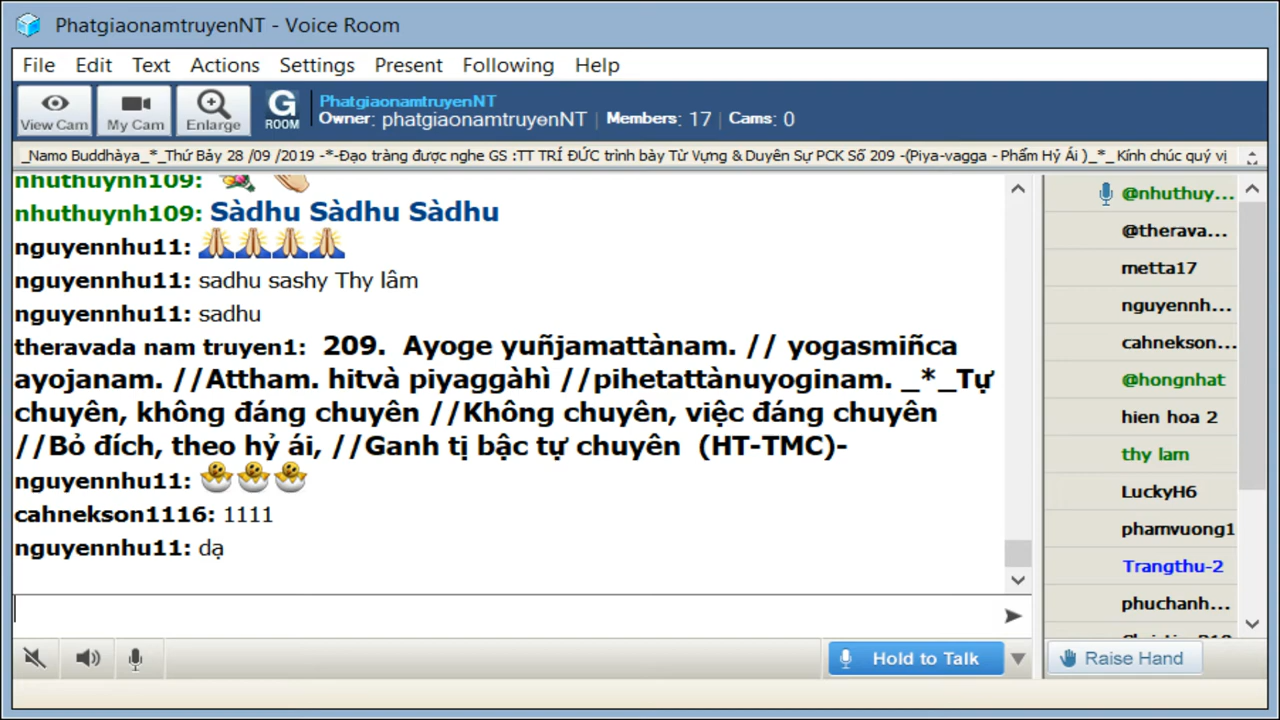 PhatgiaonamtruyenNT - Voice Room
File Edit Text Actions Settings Present Following Help
View Cam My Cam Enlarge G ROOM
PhatgiaonamtruyenNT
Owner: phatgiaonamtruyenNT | Members: 17 | Cams: 0
_Namo Buddhàya_*_Thứ Bảy 28 /09 /2019 -*-Đạo tràng được nghe GS :TT TRÍ ĐỨC trình bày Từ Vựng & Duyên Sự PCK Số 209 -(Piya-vagga - Phẩm Hỷ Ái )_*_ Kính chúc quý vị
nhuthuynh109:
nhuthuynh109: Sàdhu Sàdhu Sàdhu
nguyennhu11:
nguyennhu11: sadhu sashy Thy lâm
nguyennhu11: sadhu
theravada nam truyen1: 209. Ayoge yuñjamattànam. // yogasmiñca
ayojanam. //Attham. hitvà piyaggàhì //pihetattànuyoginam. _*_Tự
chuyên, không đáng chuyên //Không chuyên, việc đáng chuyên
//Bỏ đích, theo hỷ ái, //Ganh tị bậc tự chuyên (HT-TMC)-
nguyennhu11:
cahnekson1116: 1111
nguyennhu11: dạ
@nhuthuy...
@therava...
metta17
nguyennh...
cahnekson...
@hongnhat
hien hoa 2
thy lam
LuckyH6
phamvuong1
Trangthu-2
phuchanh...
Hold to Talk
Raise Hand